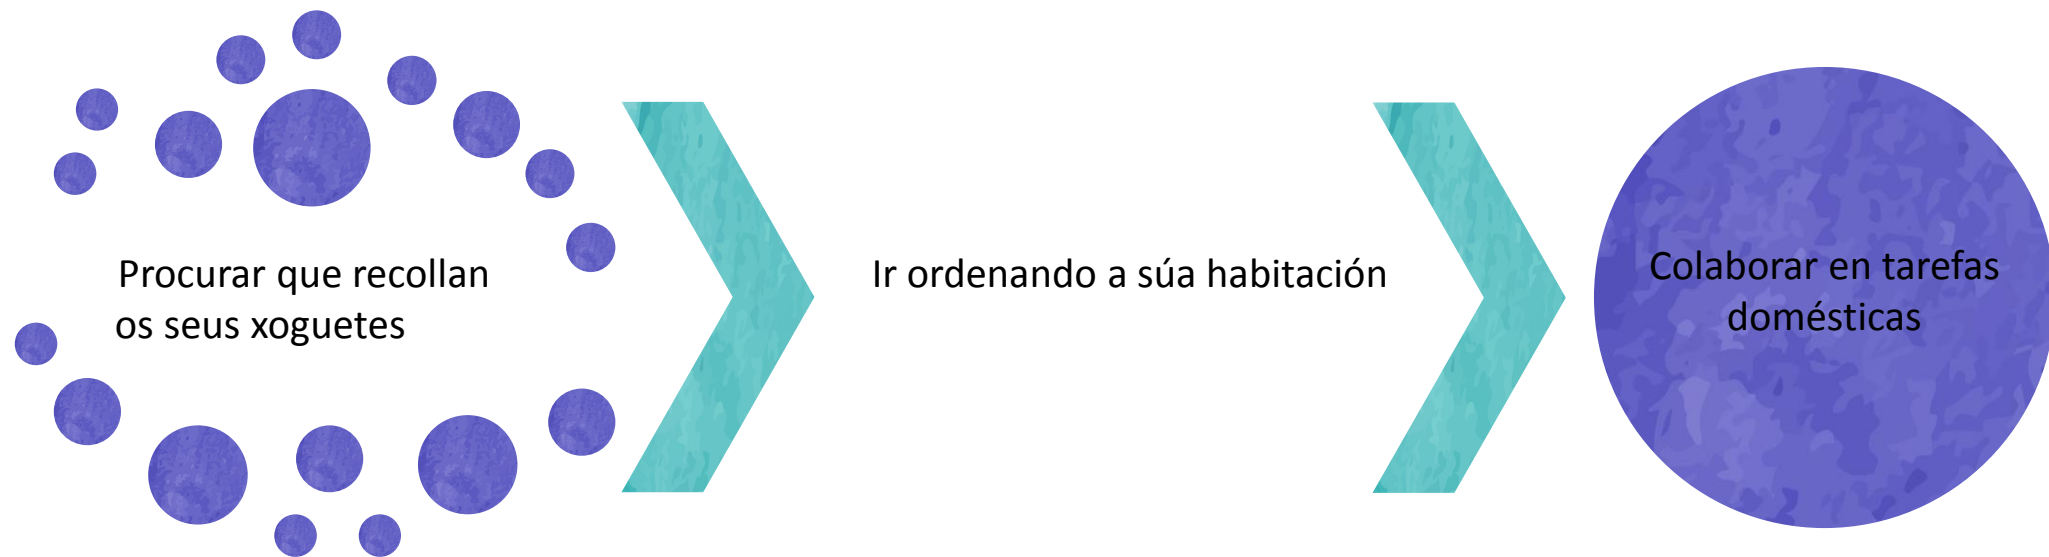 Procurar que recollan
os seus xoguetes
Ir ordenando a súa habitación
Colaborar en tarefas
domésticas